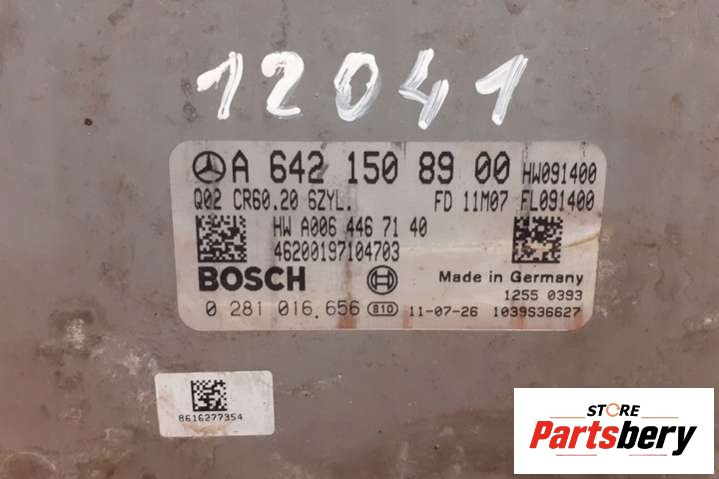 12041
A 642 150 89 00 HW091400
Q02 CR60.20 6ZYL. FD 11M07 FL091400
HW A006 446 71 40
46200197104703
BOSCH
Made in Germany
1255 0393
0 281 016.656 810 11-07-26 1039S36627
8616277354
STORE
Partsbery